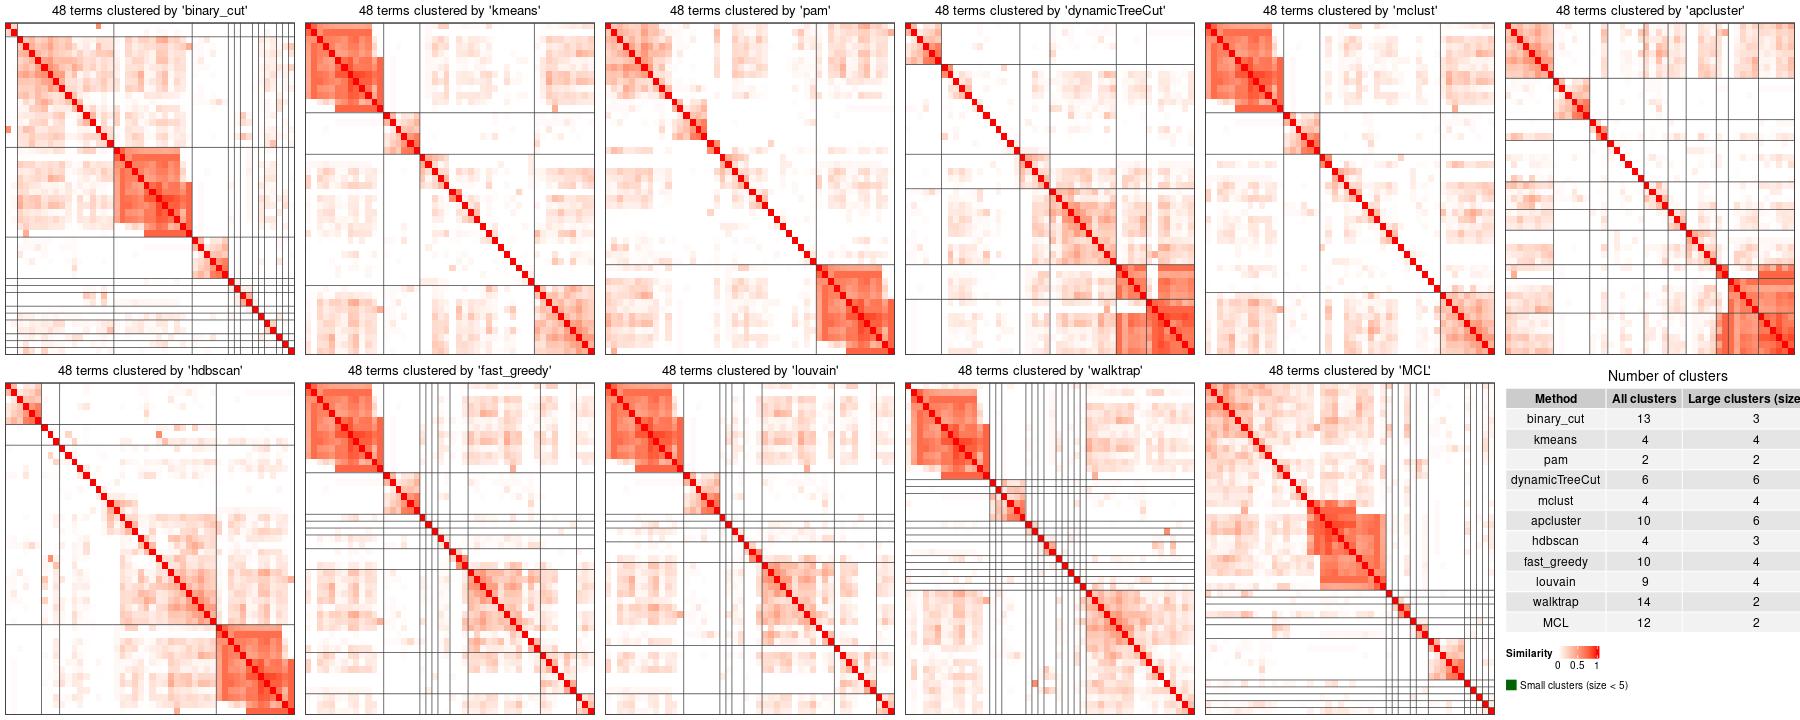 48 terms clustered by 'binary_cut'
48 terms clustered by 'kmeans'
48 terms clustered by 'pam'
48 terms clustered by 'dynamicTreeCut'
48 terms clustered by 'mclust'
48 terms clustered by 'apcluster'
48 terms clustered by 'hdbscan'
48 terms clustered by 'fast_greedy'
48 terms clustered by 'louvain'
48 terms clustered by 'walktrap'
48 terms clustered by 'MCL'
Number of clusters
Method All clusters Large clusters (size
binary_cut 13 3
kmeans 4 4
pam 2 2
dynamicTreeCut 6 6
mclust 4 4
apcluster 10 6
hdbscan 4 3
fast_greedy 10 4
louvain 9 4
walktrap 14 2
MCL 12 2
Similarity
0 0.5 1
Small clusters (size < 5)